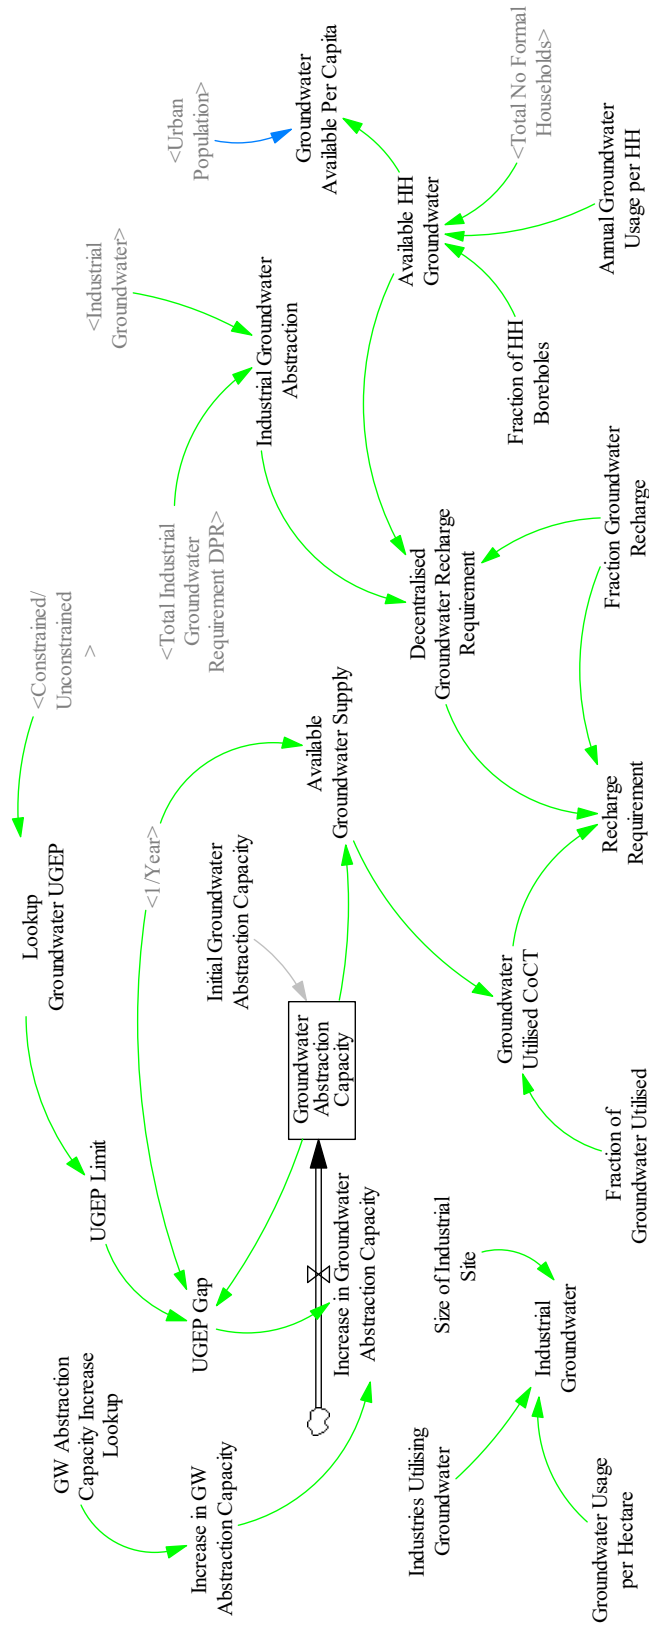 GW Abstraction
Capacity Increase
Lookup
Increase in GW
Abstraction Capacity
UGEP Limit
UGEP Gap
Lookup
Groundwater UGEP
<Constrained/
Unconstrained
>
<1/Year>
Initial Groundwater
Abstraction Capacity
Groundwater
Abstraction
Capacity
Increase in Groundwater
Abstraction Capacity
Available
Groundwater Supply
<Total Industrial
Groundwater
Requirement DPR>
<Industrial
Groundwater>
Industrial Groundwater
Abstraction
<Urban
Population>
Groundwater
Available Per Capita
Available HH
Groundwater
<Total No Formal
Households>
Annual Groundwater
Usage per HH
Fraction of HH
Boreholes
Decentralised
Groundwater Recharge
Requirement
Fraction Groundwater
Recharge
Recharge
Requirement
Groundwater
Utilised CoCT
Fraction of
Groundwater Utilised
Size of Industrial
Site
Industrial
Groundwater
Industries Utilising
Groundwater
Groundwater Usage
per Hectare